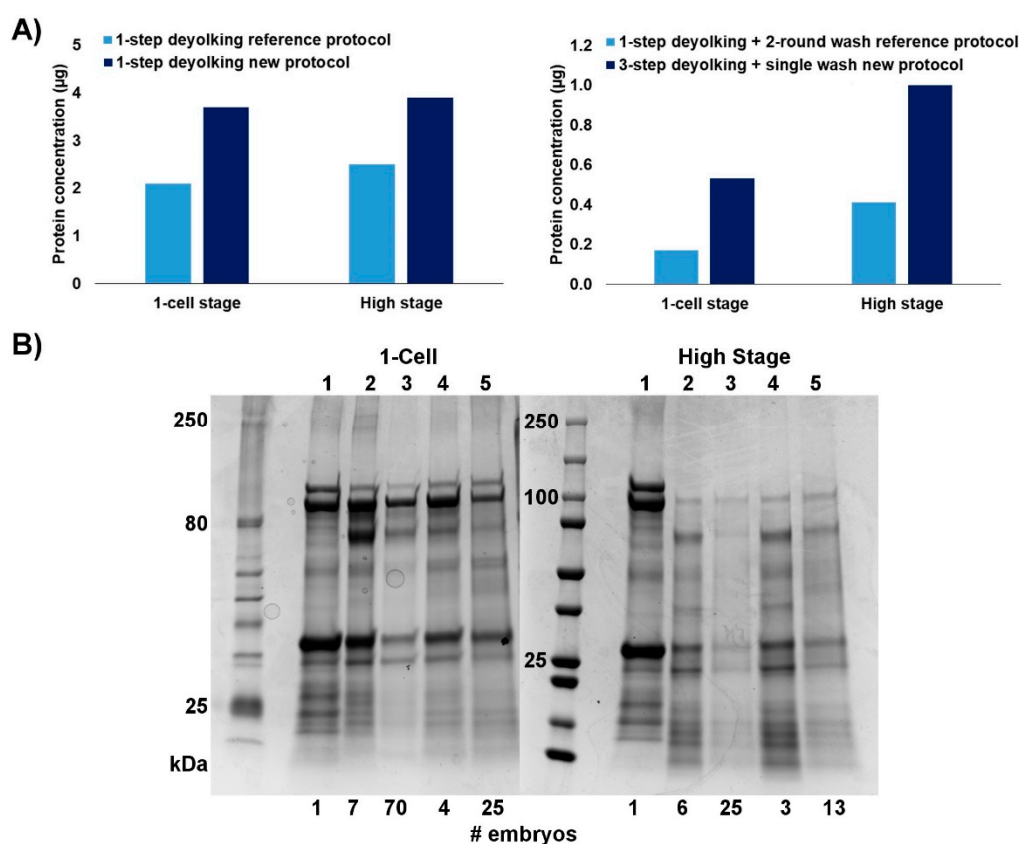 A)
1-step deyolking reference protocol
1-step deyolking new protocol
Protein concentration (µg)
5
4
3
2
1
0
1-cell stage High stage
1-step deyolking + 2-round wash reference protocol
3-step deyolking + single wash new protocol
Protein concentration (µg)
1.2
1.0
0.8
0.6
0.4
0.2
0.0
1-cell stage High stage
B)
1-Cell High Stage
1 2 3 4 5 1 2 3 4 5
250 250
80 100
25 25
kDa
1 7 70 4 25 1 6 25 3 13
# embryos